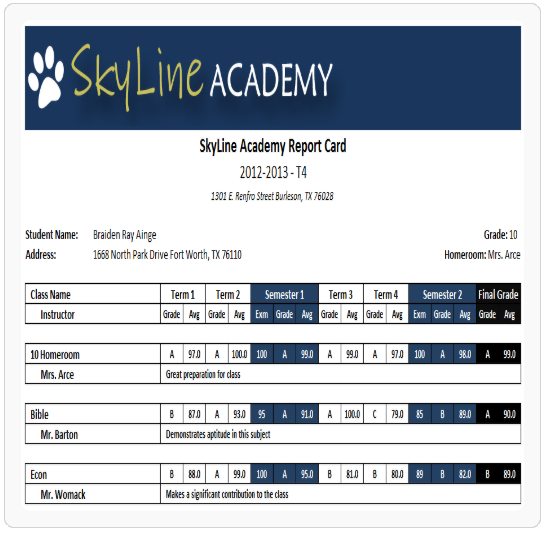 SkyLine ACADEMY
SkyLine Academy Report Card
2012-2013 - T4
1301 E. Renfro Street Burleson, TX 76028
Student Name: Braiden Ray Ainge Grade: 10
Address: 1668 North Park Drive Fort Worth, TX 76110 Homeroom: Mrs. Arce
Class Name Term 1 Term 2 Semester 1 Term 3 Term 4 Semester 2 Final Grade
Instructor Grade Avg Grade Avg Exm Grade Avg Grade Avg Grade Avg Exm Grade Avg Grade Avg
10 Homeroom A 97.0 A 100.0 100 A 99.0 A 99.0 A 97.0 100 A 98.0 A 99.0
Mrs. Arce Great preparation for class
Bible B 87.0 A 93.0 95 A 91.0 A 100.0 C 79.0 85 B 89.0 A 90.0
Mr. Barton Demonstrates aptitude in this subject
Econ B 88.0 A 99.0 100 A 95.0 B 81.0 B 80.0 89 B 82.0 B 89.0
Mr. Womack Makes a significant contribution to the class